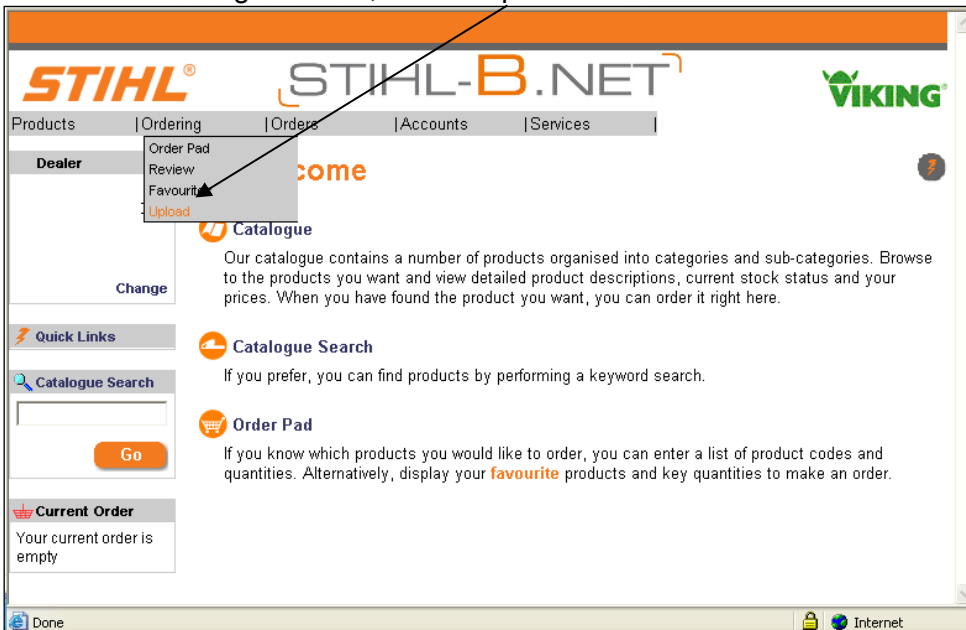 STIHL®
STIHL-B.NET
VIKING®
Products |Ordering |Orders |Accounts |Services |
Dealer
Order Pad
Review
Favourite
Upload
come
Change
Quick Links
Catalogue Search
Go
Current Order
Your current order is
empty
Catalogue
Our catalogue contains a number of products organised into categories and sub-categories. Browse
to the products you want and view detailed product descriptions, current stock status and your
prices. When you have found the product you want, you can order it right here.
Catalogue Search
If you prefer, you can find products by performing a keyword search.
Order Pad
If you know which products you would like to order, you can enter a list of product codes and
quantities. Alternatively, display your favourite products and key quantities to make an order.
Done
Internet